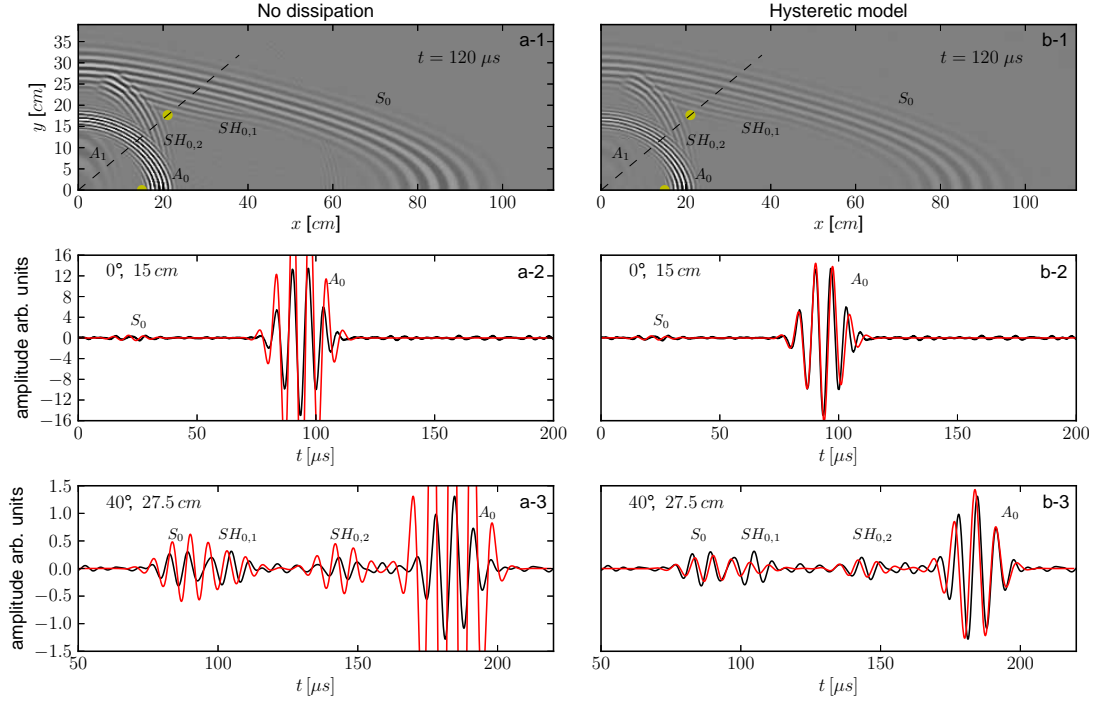 No dissipation
Hysteretic model
a-1
t = 120 μs
S0
SH0,1
SH0,2
A1
A0
35
30
25
20
15
10
5
0
y [cm]
0 20 40 60 80 100
x [cm]
b-1
t = 120 μs
S0
SH0,1
SH0,2
A1
A0
0 20 40 60 80 100
x [cm]
0°, 15 cm
a-2
A0
S0
16
12
8
4
0
−4
−8
−12
−16
amplitude arb. units
0 50 100 150 200
t [μs]
0°, 15 cm
b-2
A0
S0
0 50 100 150 200
t [μs]
40°, 27.5 cm
a-3
S0
SH0,1
SH0,2
A0
1.5
1.0
0.5
0.0
−0.5
−1.0
−1.5
amplitude arb. units
50 100 150 200
t [μs]
40°, 27.5 cm
b-3
S0
SH0,1
SH0,2
A0
50 100 150 200
t [μs]